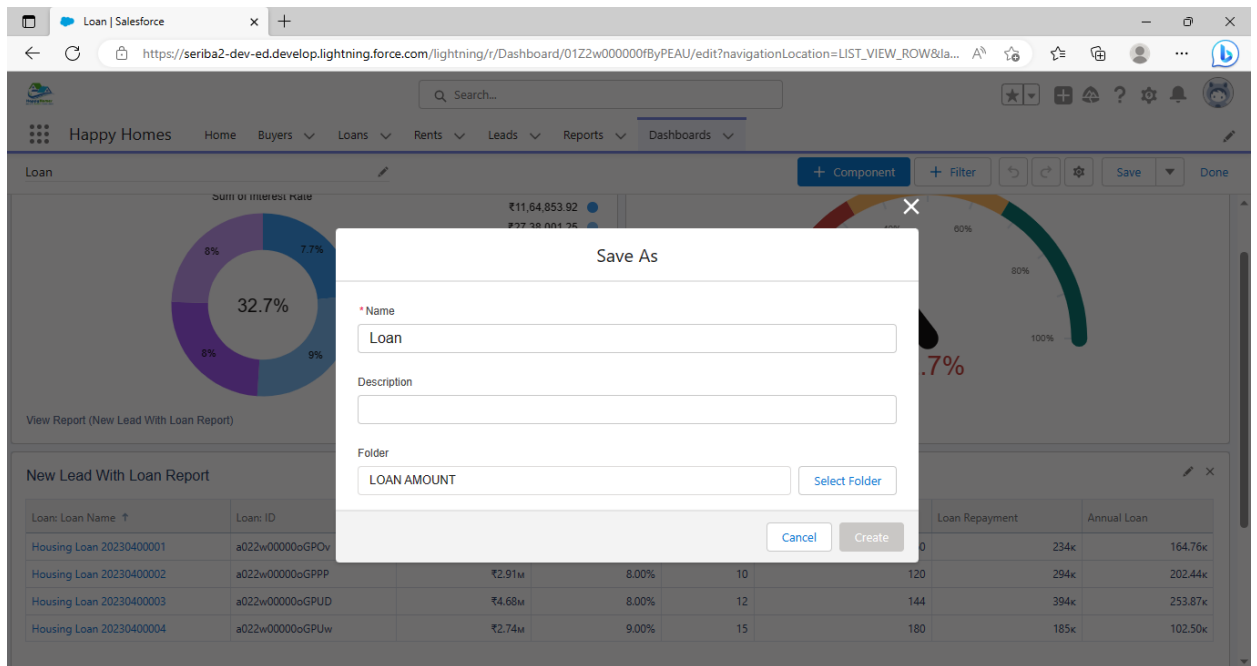 Loan | Salesforce
https://seriba2-dev-ed.develop.lightning.force.com/lightning/r/Dashboard/01Z2w000000fByPEAU/edit?navigationLocation=LIST_VIEW_ROW&la...
Search...
Happy Homes Home Buyers Loans Rents Leads Reports Dashboards
Loan + Component + Filter Save Done
Sum of Interest Rate
₹11,64,853.92
₹27,38,001.25
8% 7.7%
32.7%
8% 9%
40% 60%
80%
100%
.7%
View Report (New Lead With Loan Report)
Save As
*Name
Loan
Description
Folder
LOAN AMOUNT
Select Folder
Cancel Create
New Lead With Loan Report
Loan: Loan Name ↑ Loan: ID Loan Repayment Annual Loan
Housing Loan 20230400001 a022w00000oGPOv 0 234K 164.76K
Housing Loan 20230400002 a022w00000oGPPP ₹2.91M 8.00% 10 120 294K 202.44K
Housing Loan 20230400003 a022w00000oGPUD ₹4.68M 8.00% 12 144 394K 253.87K
Housing Loan 20230400004 a022w00000oGPUw ₹2.74M 9.00% 15 180 185K 102.50K